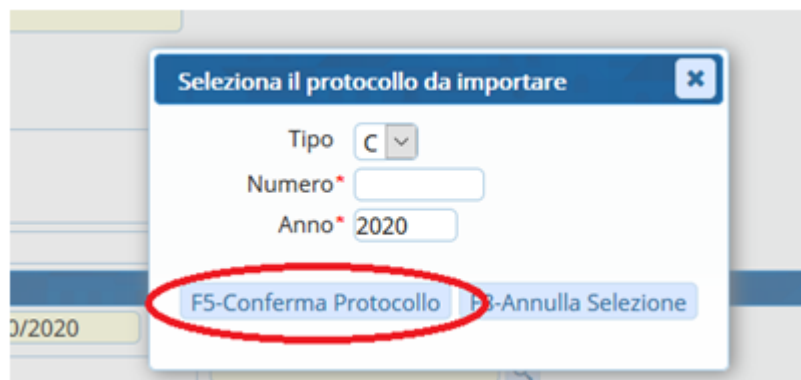 Seleziona il protocollo da importare
Tipo C
Numero*
Anno* 2020
F5-Conferma Protocollo -Annulla Selezione
0/2020